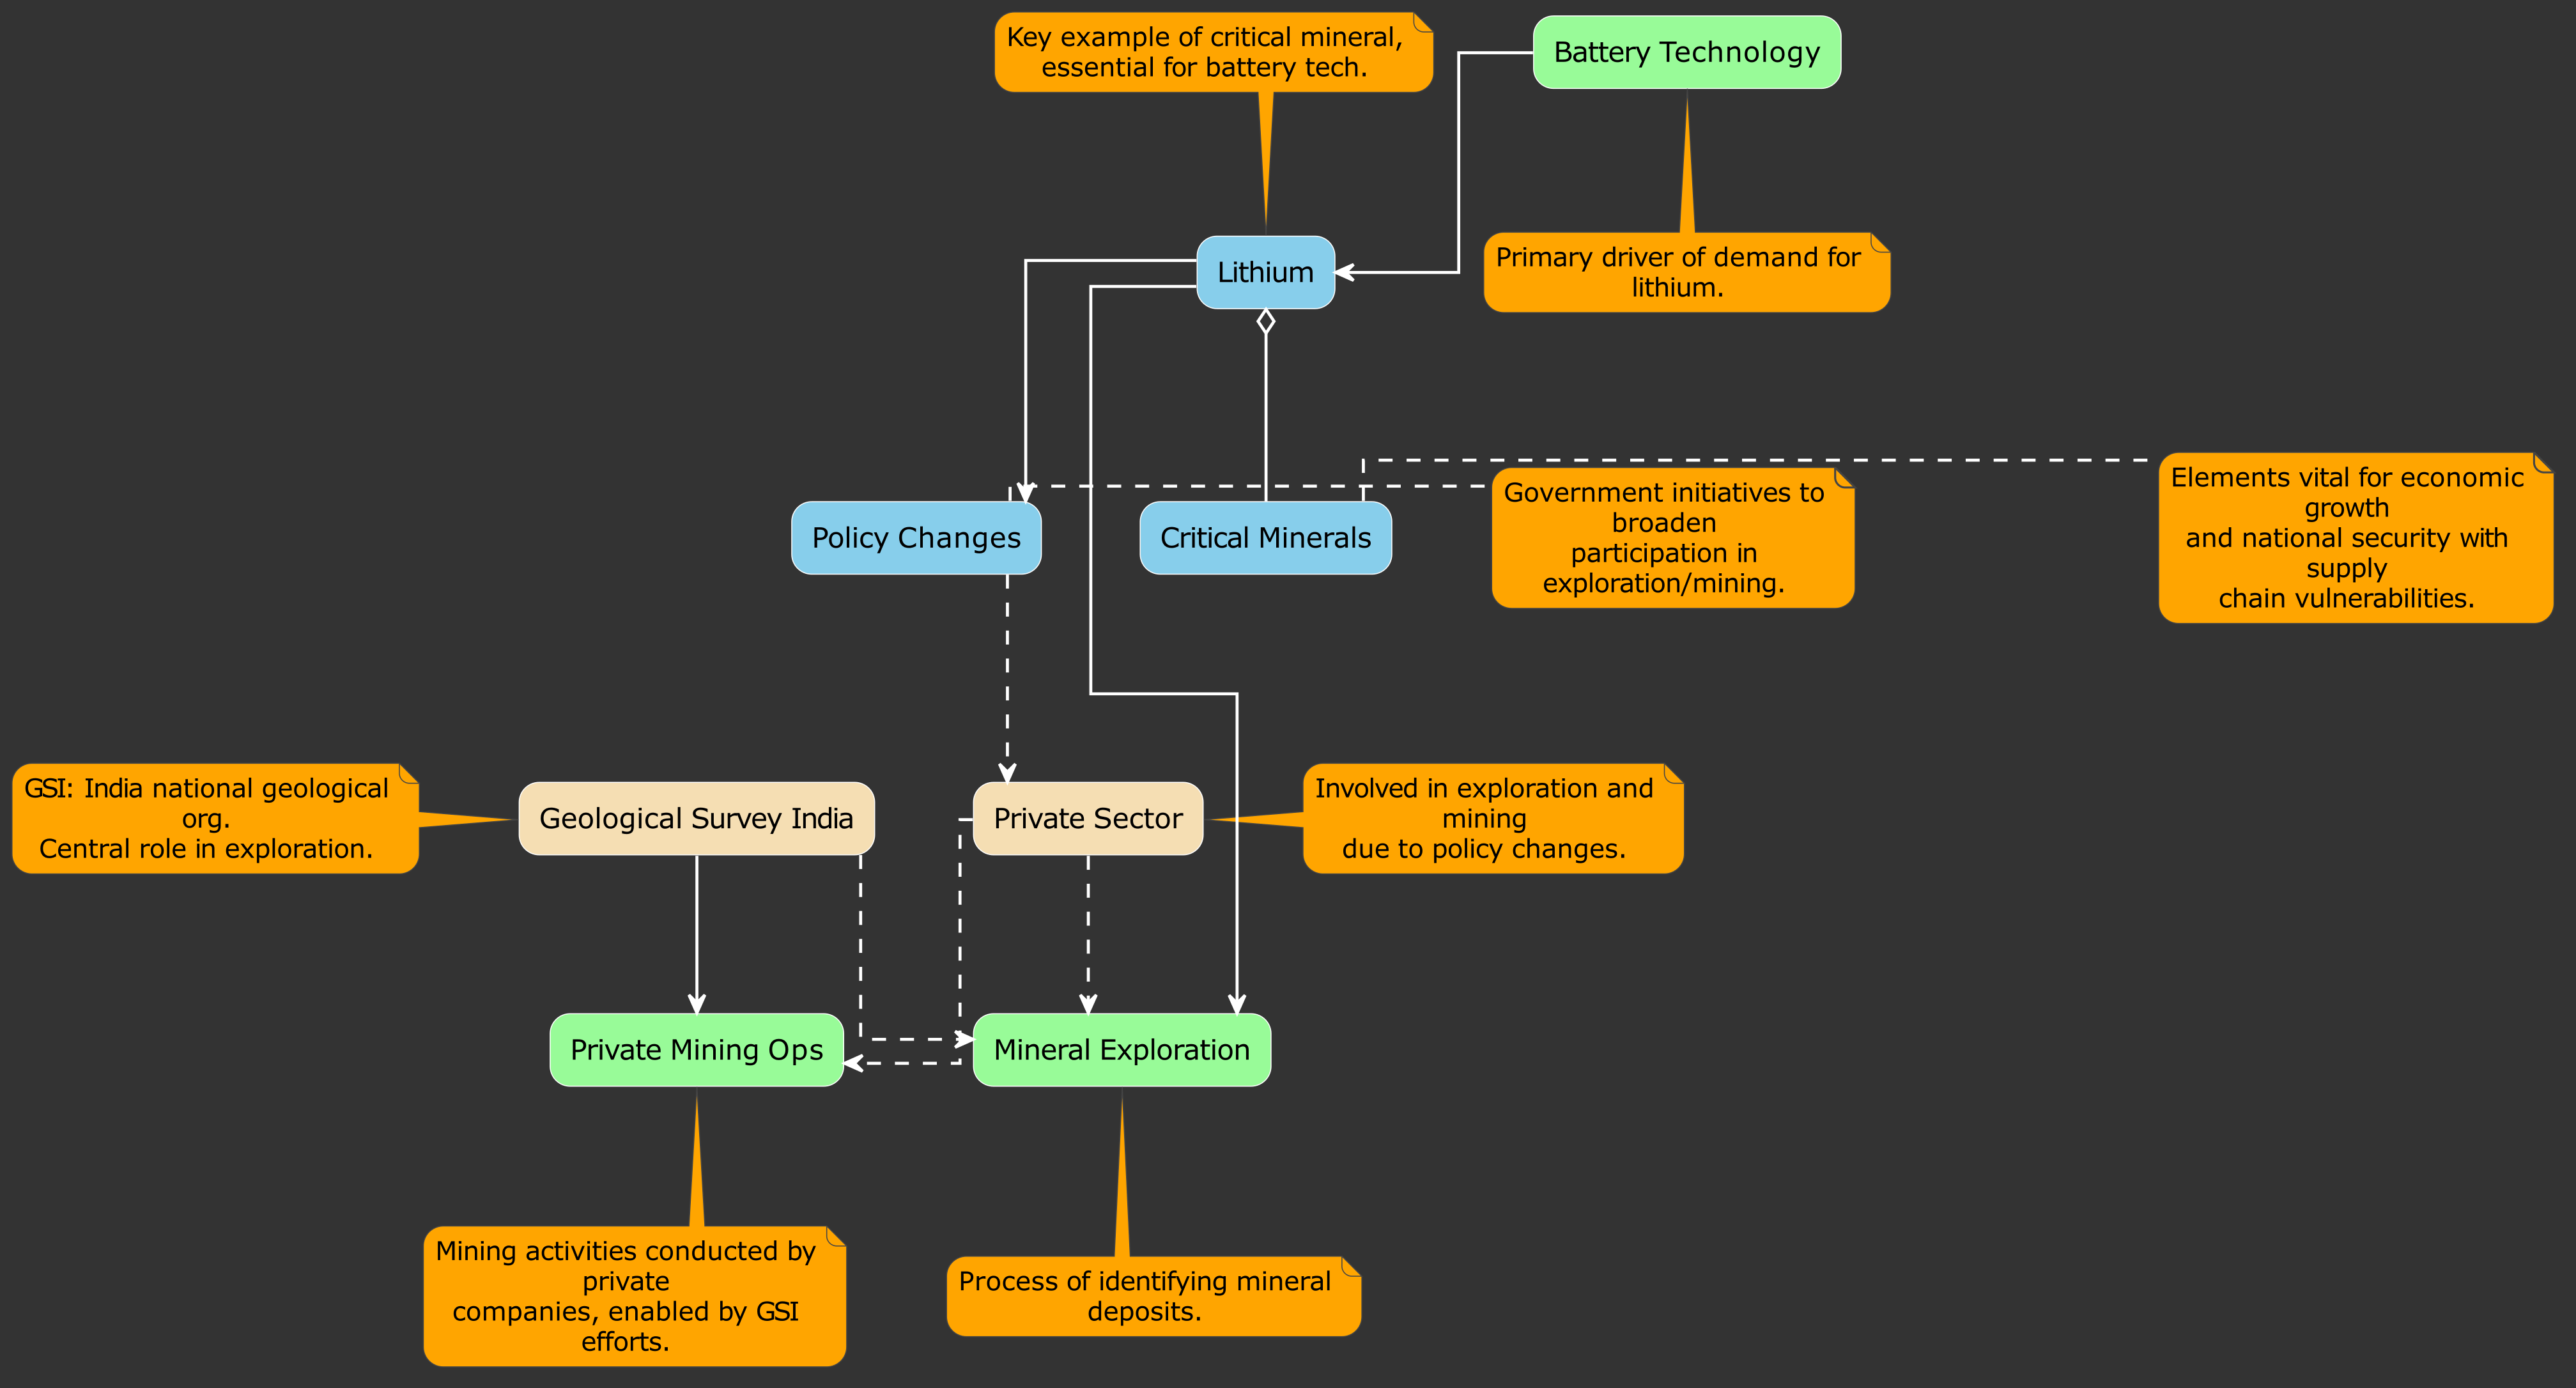 Key example of critical mineral,
essential for battery tech.
Battery Technology
Lithium
Primary driver of demand for
lithium.
Policy Changes
Critical Minerals
Government initiatives to
broaden
participation in
exploration/mining.
Elements vital for economic
growth
and national security with
supply
chain vulnerabilities.
GSI: India national geological
org.
Central role in exploration.
Geological Survey India
Private Sector
Involved in exploration and
mining
due to policy changes.
Private Mining Ops
Mineral Exploration
Mining activities conducted by
private
companies, enabled by GSI
efforts.
Process of identifying mineral
deposits.